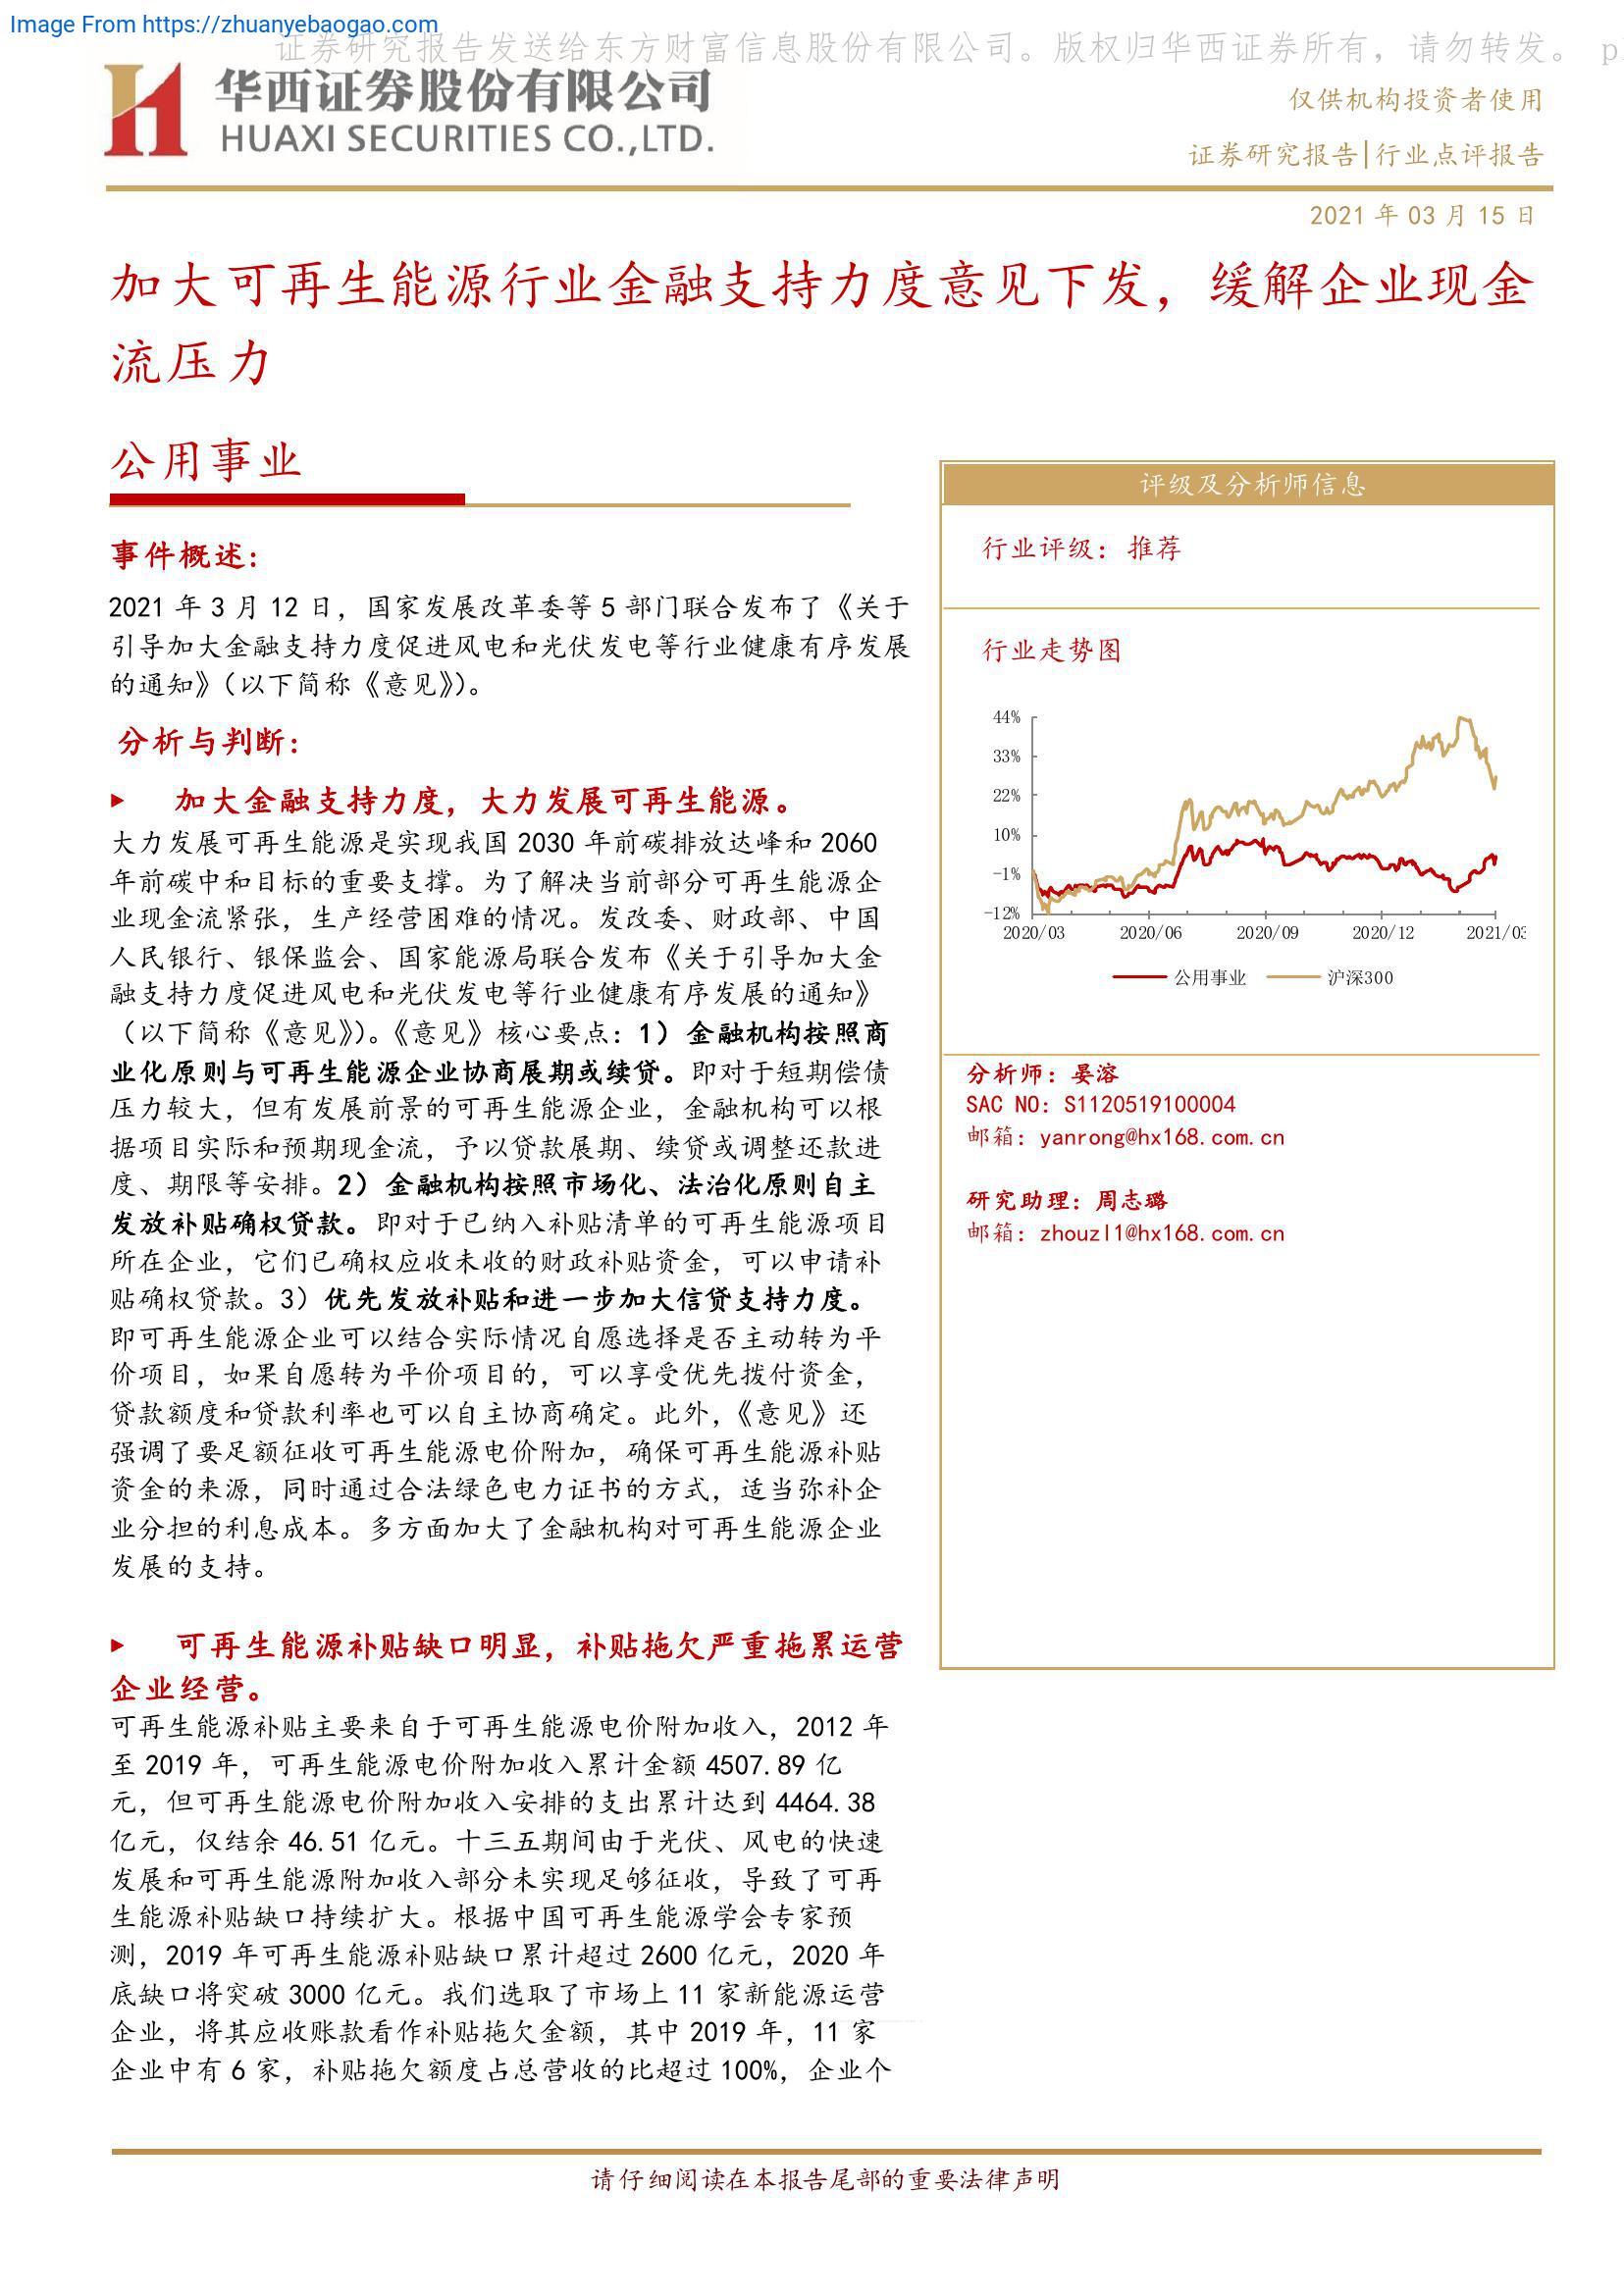 Image From https://zhuanyebaogao.com
证券研究报告发送给东方财富信息股份有限公司。版权归华西证券所有，请勿转发。 p
华西证券股份有限公司
HUAXI SECURITIES CO.,LTD.
仅供机构投资者使用
证券研究报告|行业点评报告
2021 年 03 月 15 日
加大可再生能源行业金融支持力度意见下发，缓解企业现金
流压力
公用事业
事件概述：
2021 年 3 月 12 日，国家发展改革委等 5 部门联合发布了《关于
引导加大金融支持力度促进风电和光伏发电等行业健康有序发展
的通知》（以下简称《意见》）。
分析与判断：
► 加大金融支持力度，大力发展可再生能源。
大力发展可再生能源是实现我国 2030 年前碳排放达峰和 2060
年前碳中和目标的重要支撑。为了解决当前部分可再生能源企
业现金流紧张，生产经营困难的情况。发改委、财政部、中国
人民银行、银保监会、国家能源局联合发布《关于引导加大金
融支持力度促进风电和光伏发电等行业健康有序发展的通知》
（以下简称《意见》）。《意见》核心要点：1）金融机构按照商
业化原则与可再生能源企业协商展期或续贷。即对于短期偿债
压力较大，但有发展前景的可再生能源企业，金融机构可以根
据项目实际和预期现金流，予以贷款展期、续贷或调整还款进
度、期限等安排。2）金融机构按照市场化、法治化原则自主
发放补贴确权贷款。即对于已纳入补贴清单的可再生能源项目
所在企业，它们已确权应收未收的财政补贴资金，可以申请补
贴确权贷款。3）优先发放补贴和进一步加大信贷支持力度。
即可再生能源企业可以结合实际情况自愿选择是否主动转为平
价项目，如果自愿转为平价项目的，可以享受优先拨付资金，
贷款额度和贷款利率也可以自主协商确定。此外，《意见》还
强调了要足额征收可再生能源电价附加，确保可再生能源补贴
资金的来源，同时通过合法绿色电力证书的方式，适当弥补企
业分担的利息成本。多方面加大了金融机构对可再生能源企业
发展的支持。
► 可再生能源补贴缺口明显，补贴拖欠严重拖累运营
企业经营。
可再生能源补贴主要来自于可再生能源电价附加收入，2012 年
至 2019 年，可再生能源电价附加收入累计金额 4507.89 亿
元，但可再生能源电价附加收入安排的支出累计达到 4464.38
亿元，仅结余 46.51 亿元。十三五期间由于光伏、风电的快速
发展和可再生能源附加收入部分未实现足够征收，导致了可再
生能源补贴缺口持续扩大。根据中国可再生能源学会专家预
测，2019 年可再生能源补贴缺口累计超过 2600 亿元，2020 年
底缺口将突破 3000 亿元。我们选取了市场上 11 家新能源运营
企业，将其应收账款看作补贴拖欠金额，其中 2019 年，11 家
企业中有 6 家，补贴拖欠额度占总营收的比超过 100%，企业个
评级及分析师信息
行业评级：推荐
行业走势图
44%
33%
22%
10%
-1%
-12%
2020/03 2020/06 2020/09 2020/12 2021/03
公用事业 沪深300
分析师：晏溶
SAC NO：S1120519100004
邮箱：yanrong@hx168.com.cn
研究助理：周志璐
邮箱：zhouzl1@hx168.com.cn
请仔细阅读在本报告尾部的重要法律声明